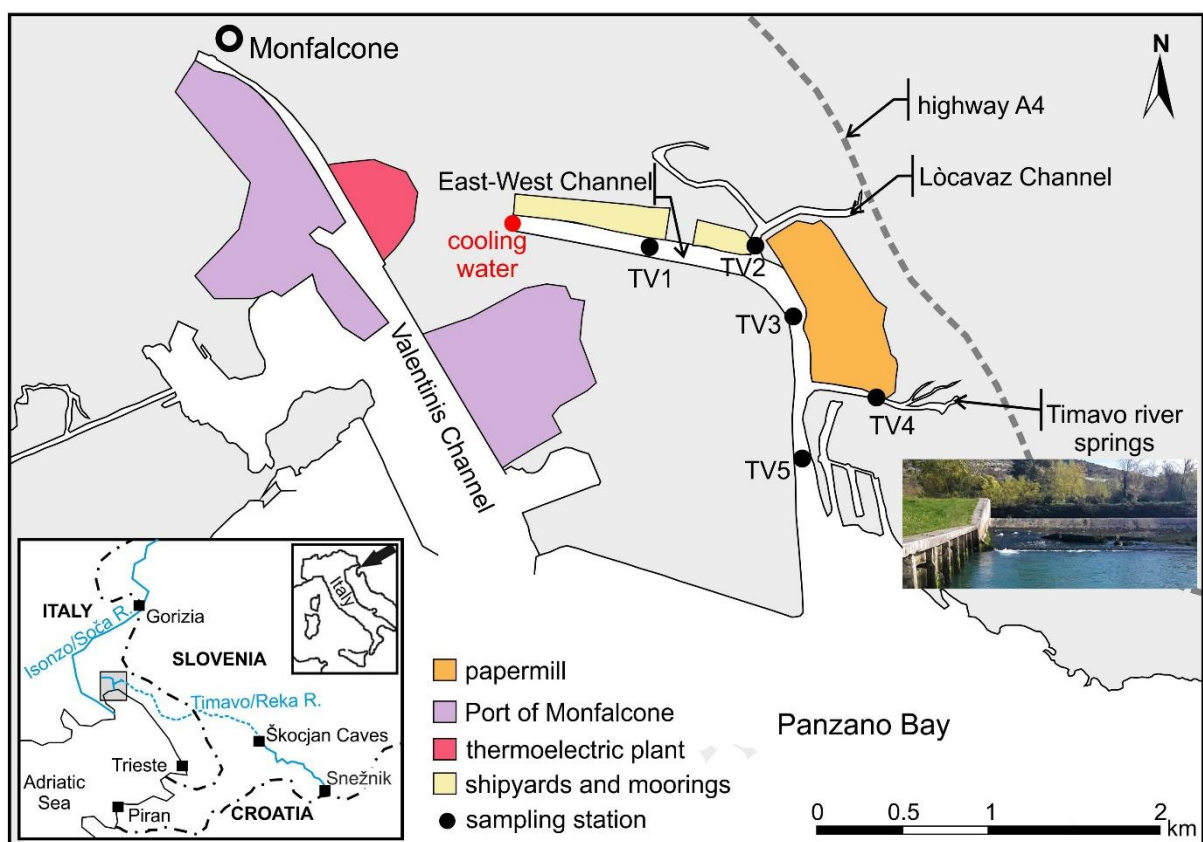 Monfalcone
N
highway A4
Lòcavaz Channel
East-West Channel
cooling
water
TV1
TV2
TV3
TV4
TV5
Timavo river
springs
Valentinis Channel
ITALY
Isonzo/Soča R.
Gorizia
SLOVENIA
Timavo/Reka R.
Škocjan Caves
Snežnik
Trieste
Adriatic
Sea
Piran
CROATIA
Italy
papermill
Port of Monfalcone
thermoelectric plant
shipyards and moorings
sampling station
Panzano Bay
0 0.5 1 2
km